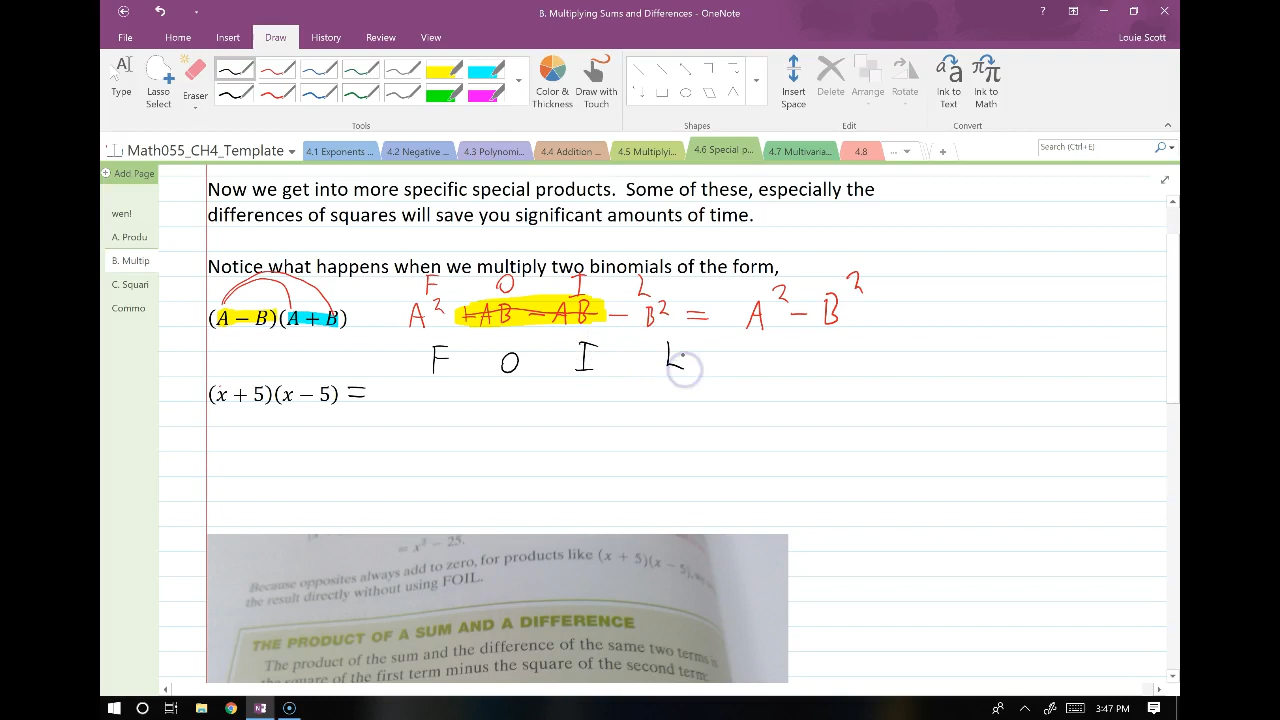 B. Multiplying Sums and Differences - OneNote
File Home Insert Draw History Review View
Louie Scott
Type
Lasso Select
Eraser
Color & Thickness
Draw with Touch
Insert Space
Delete
Arrange
Rotate
Ink to Text
Ink to Math
Tools
Shapes
Edit
Convert
Math055_CH4_Template
4.1 Exponents ...
4.2 Negative ...
4.3 Polynomi...
4.4 Addition ...
4.5 Multiplyi...
4.6 Special p...
4.7 Multivaria...
4.8
...
Search (Ctrl+E)
Add Page
wen!
A. Produ
B. Multip
C. Squari
Commo
Now we get into more specific special products. Some of these, especially the
differences of squares will save you significant amounts of time.
Notice what happens when we multiply two binomials of the form,
F O I L
(A − B)(A + B) A² +AB − AB − B² = A² − B²
F O I L
(x + 5)(x − 5) =
= x² − 25.
Because opposites always add to zero, for products like (x + 5)(x − 5),
the result directly without using FOIL.
THE PRODUCT OF A SUM AND A DIFFERENCE
The product of the sum and the difference of the same two terms is
square of the first term minus the square of the second term:
3:47 PM